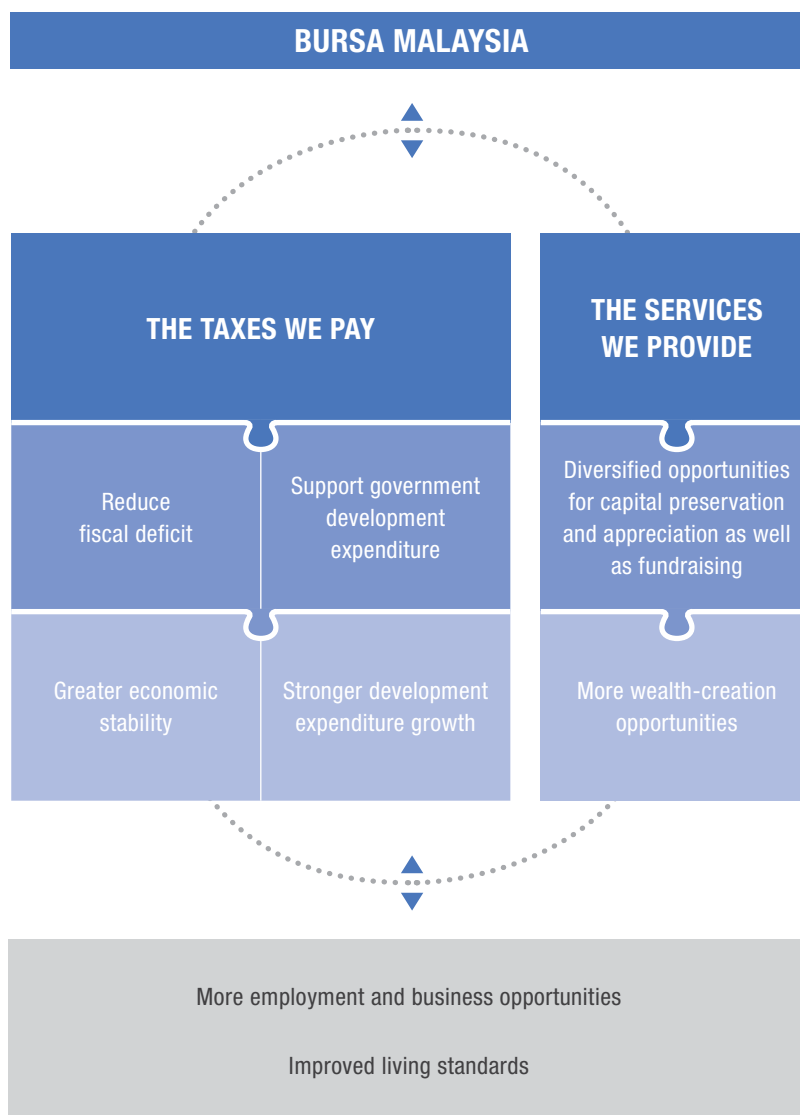 BURSA MALAYSIA
THE TAXES WE PAY
THE SERVICES
WE PROVIDE
Reduce
fiscal deficit
Support government
development
expenditure
Diversified opportunities
for capital preservation
and appreciation as well
as fundraising
Greater economic
stability
Stronger development
expenditure growth
More wealth-creation
opportunities
More employment and business opportunities
Improved living standards